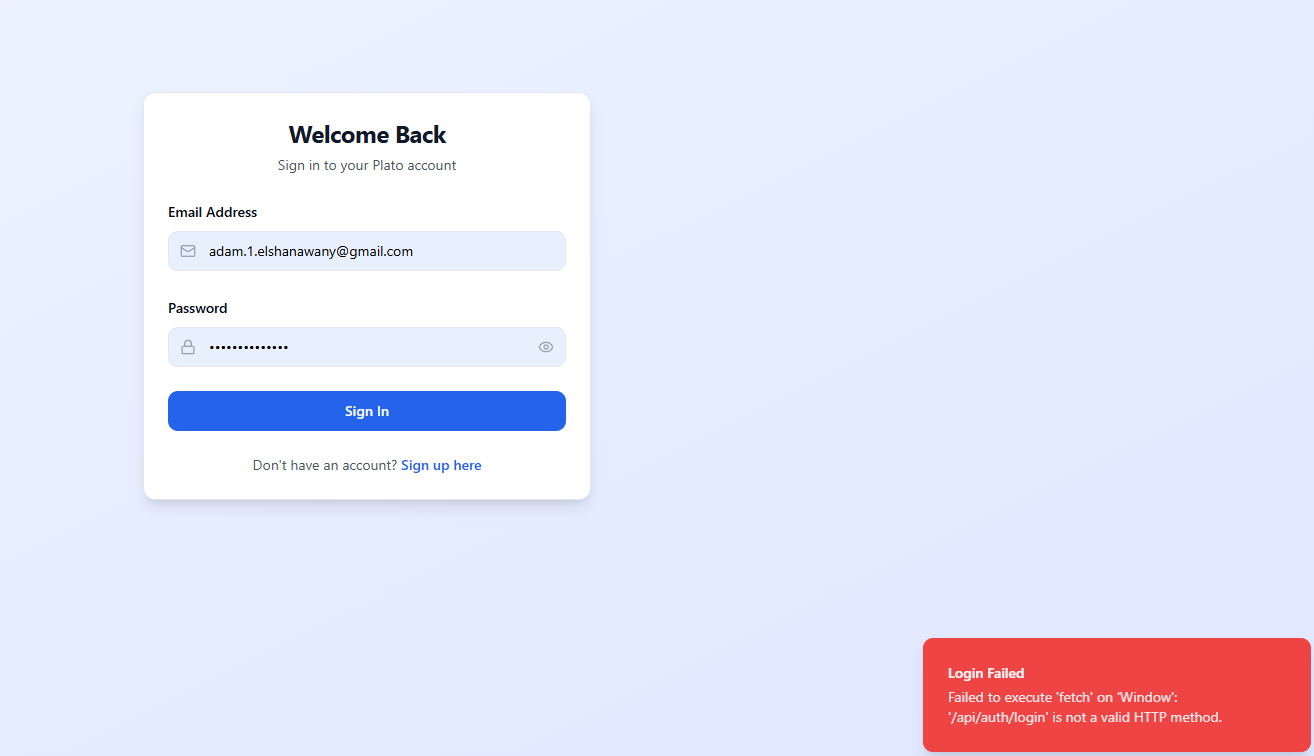 Welcome Back
Sign in to your Plato account
Email Address
adam.1.elshanawany@gmail.com
Password
••••••••••••••
Sign In
Don't have an account? Sign up here
Login Failed
Failed to execute 'fetch' on 'Window':
'/api/auth/login' is not a valid HTTP method.